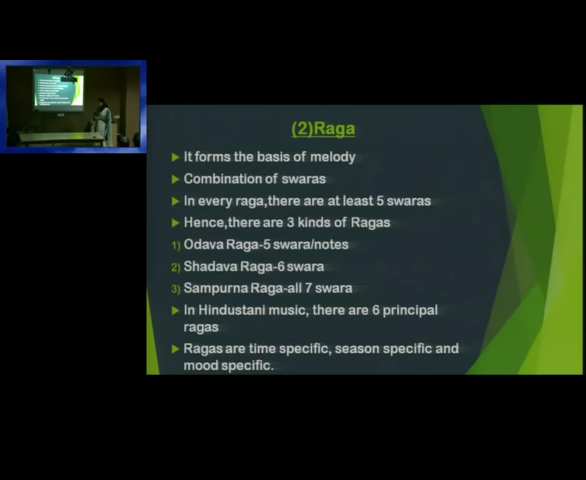 (2)Raga
It forms the basis of melody
Combination of swaras
In every raga,there are at least 5 swaras
Hence,there are 3 kinds of Ragas
1) Odava Raga-5 swara/notes
2) Shadava Raga-6 swara
3) Sampurna Raga-all 7 swara
In Hindustani music, there are 6 principal
ragas
Ragas are time specific, season specific and
mood specific.